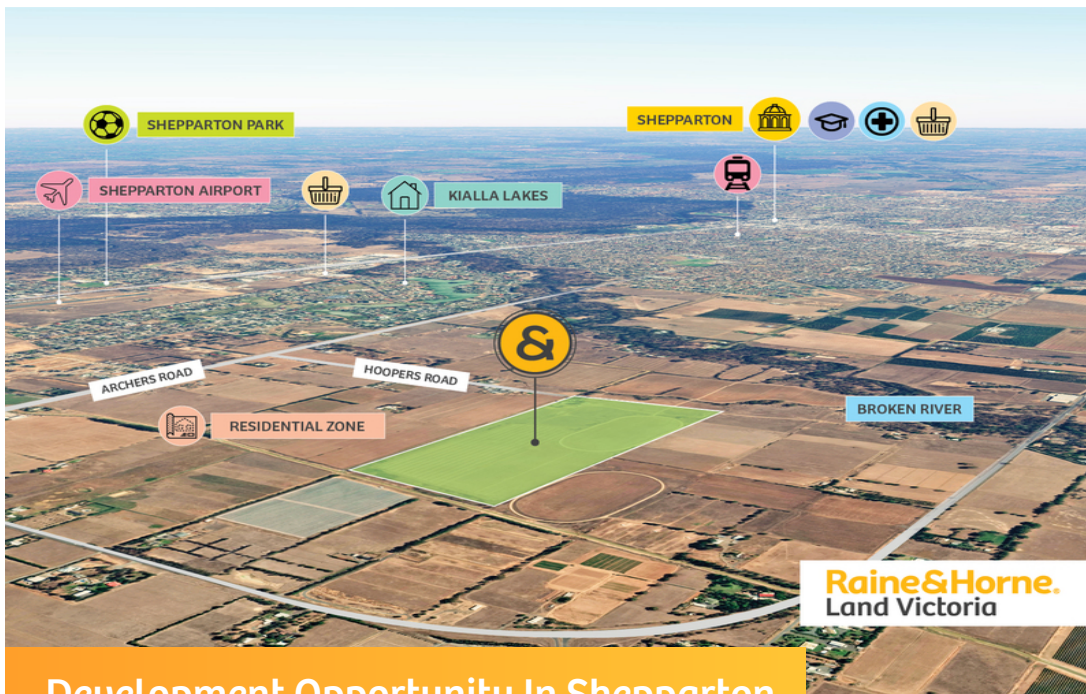 SHEPPARTON PARK
SHEPPARTON
SHEPPARTON AIRPORT
KIALLA LAKES
&
ARCHERS ROAD
HOOPERS ROAD
RESIDENTIAL ZONE
BROKEN RIVER
Raine&Horne.
Land Victoria
Development Opportunity In Shepparton